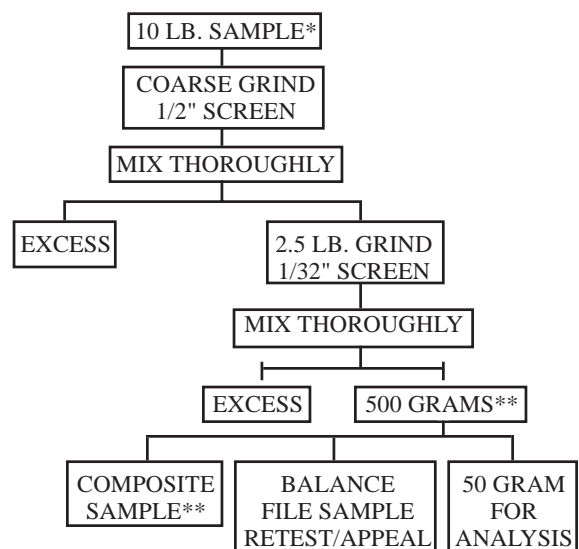 10 LB. SAMPLE*
COARSE GRIND
1/2" SCREEN
MIX THOROUGHLY
EXCESS
2.5 LB. GRIND
1/32" SCREEN
MIX THOROUGHLY
EXCESS
500 GRAMS**
COMPOSITE
SAMPLE**
BALANCE
FILE SAMPLE
RETEST/APPEAL
50 GRAM
FOR
ANALYSIS